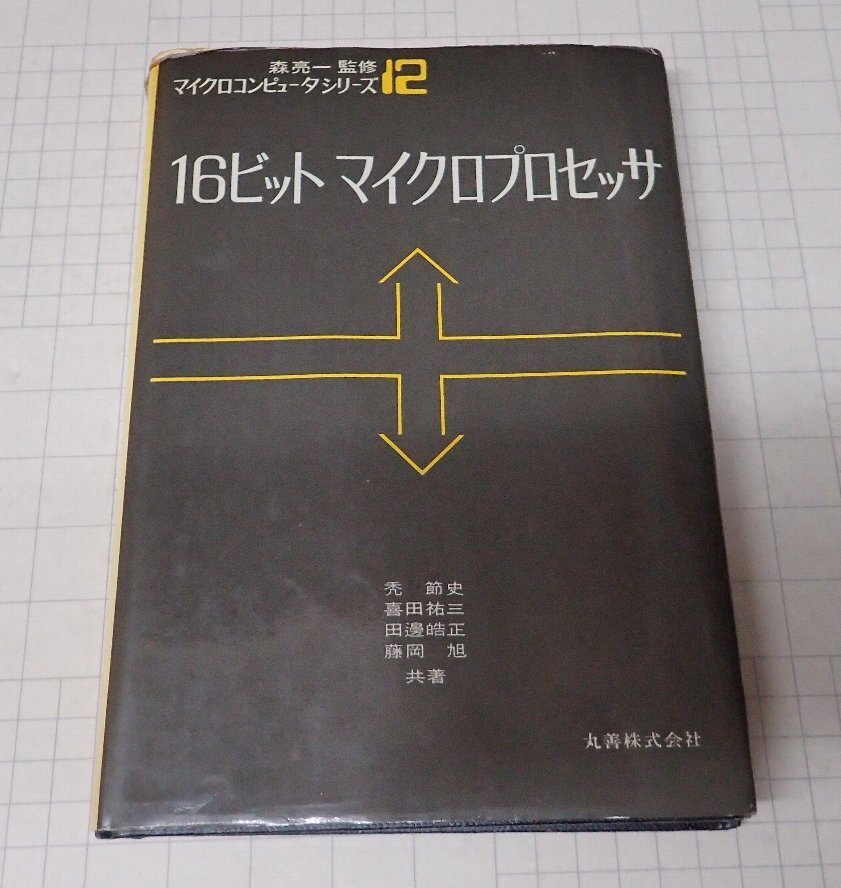 森亮一 監修
マイクロコンピュータシリーズ12
16ビット マイクロプロセッサ
禿 節史
喜田祐三
田邊皓正
藤岡 旭
共著
丸善株式会社